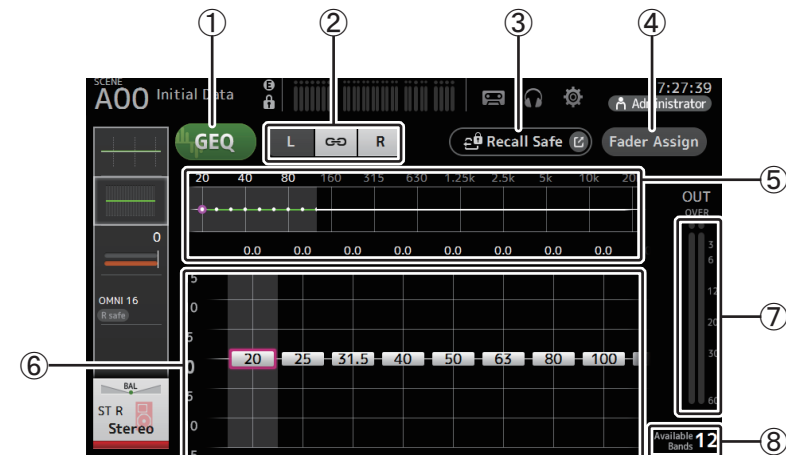 ① ② ③ ④
SCENE
A00 Initial Data
E
7:27:39
Administrator
GEQ
L R
Recall Safe
Fader Assign
20 40 80 160 315 630 1.25k 2.5k 5k 10k 20
⑤
0.0 0.0 0.0 0.0 0.0 0.0 0.0 0.0
OUT
OVER
3
6
12
20
30
60
⑦
0
OMNI 16
R safe
⑥
5
0
5
0
5
0
5
20 25 31.5 40 50 63 80 100
BAL
ST R
Stereo
Available
Bands 12
⑧